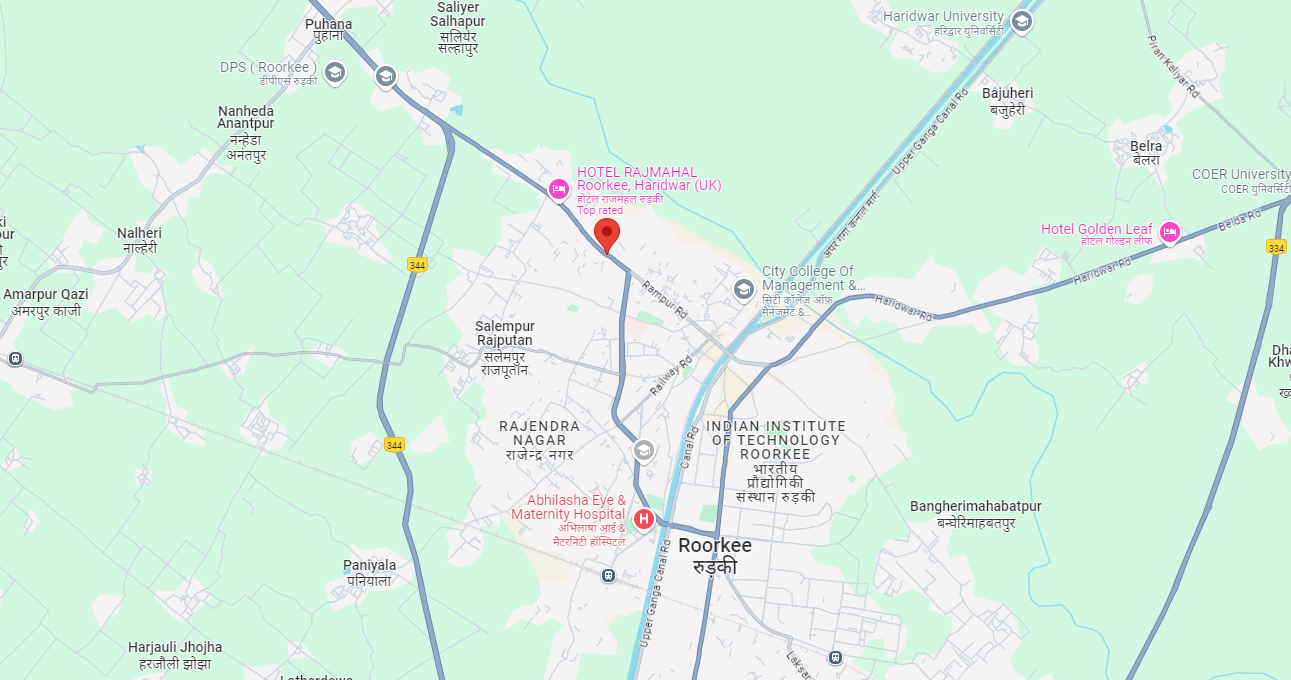 Saliyer
Salhapur
सलियेर
सल्हापुर
Puhana
पुहाना
Haridwar University
हरिद्वार युनिवर्सिटी
DPS ( Roorkee )
डीपीएस रुड़की
Piran Kaliyar Rd
Bajuheri
बजुहेरी
Nanheda
Anantpur
नन्हेडा
अनंतपुर
Upper Ganga Canal Rd
Belra
बेलरा
HOTEL RAJMAHAL
Roorkee, Haridwar (UK)
होटल राजमहल रुड़की
Top rated
COER University
COER युनिवर्सिटी
अपर गंगा कनाल मार्ग
Belda Rd
Nalheri
नाल्हेरी
Hotel Golden Leaf
होटल गोल्डन लीफ
334
344
Haridwar Rd
City College Of
Management &...
सिटी कॉलेज ऑफ़
मैनेजमेंट &...
Amarpur Qazi
अमरपुर काजी
Rampur Rd
Haridwar Rd
Salempur
Rajputan
सलेमपुर
राजपूतान
Railway Rd
RAJENDRA
NAGAR
राजेन्द्र नगर
INDIAN INSTITUTE
OF TECHNOLOGY
ROORKEE
भारतीय
प्रौद्योगिकी
संस्थान रुड़की
344
Canal Rd
Abhilasha Eye &
Maternity Hospital
अभिलाषा आई &
मैटरनिटी हॉस्पिटल
H
Bangherimahabatpur
बन्घेरिमाहबतपुर
Roorkee
रुड़की
Paniyala
पनियाला
Upper Ganga Canal Rd
Harjauli Jhojha
हरजौली झोझा
Laksar